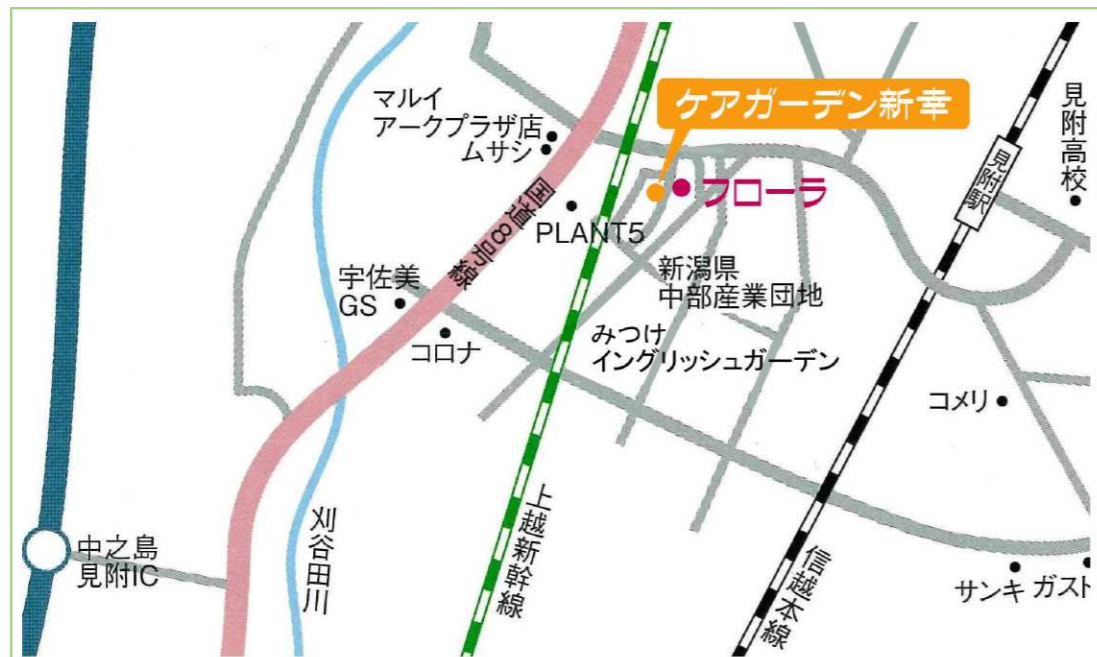 マルイ
アークプラザ店
ムサシ
ケアガーデン新幸
フローラ
見附高校
見附駅
国道8号線
PLANT5
宇佐美
GS
コロナ
新潟県
中部産業団地
みつけ
イングリッシュガーデン
コメリ
中之島
見附IC
刈谷田川
上越新幹線
信越本線
サンキ
ガスト